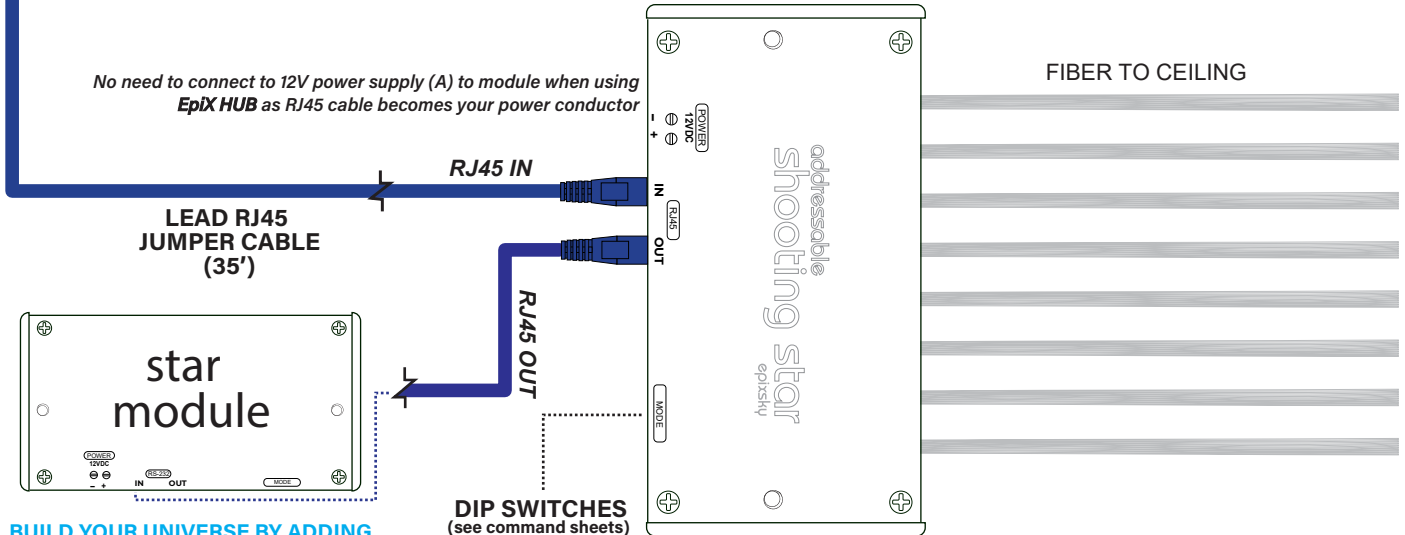 No need to connect to 12V power supply (A) to module when using
EpiX HUB as RJ45 cable becomes your power conductor
FIBER TO CEILING
POWER
12VDC
- +
RJ45 IN
IN
RJ45
OUT
addressable
shooting star
epixsky
LEAD RJ45
JUMPER CABLE
(35')
RJ45 OUT
MODE
star
module
POWER
12VDC
- +
RS-232
IN OUT
MODE
DIP SWITCHES
(see command sheets)
BUILD YOUR UNIVERSE BY ADDING